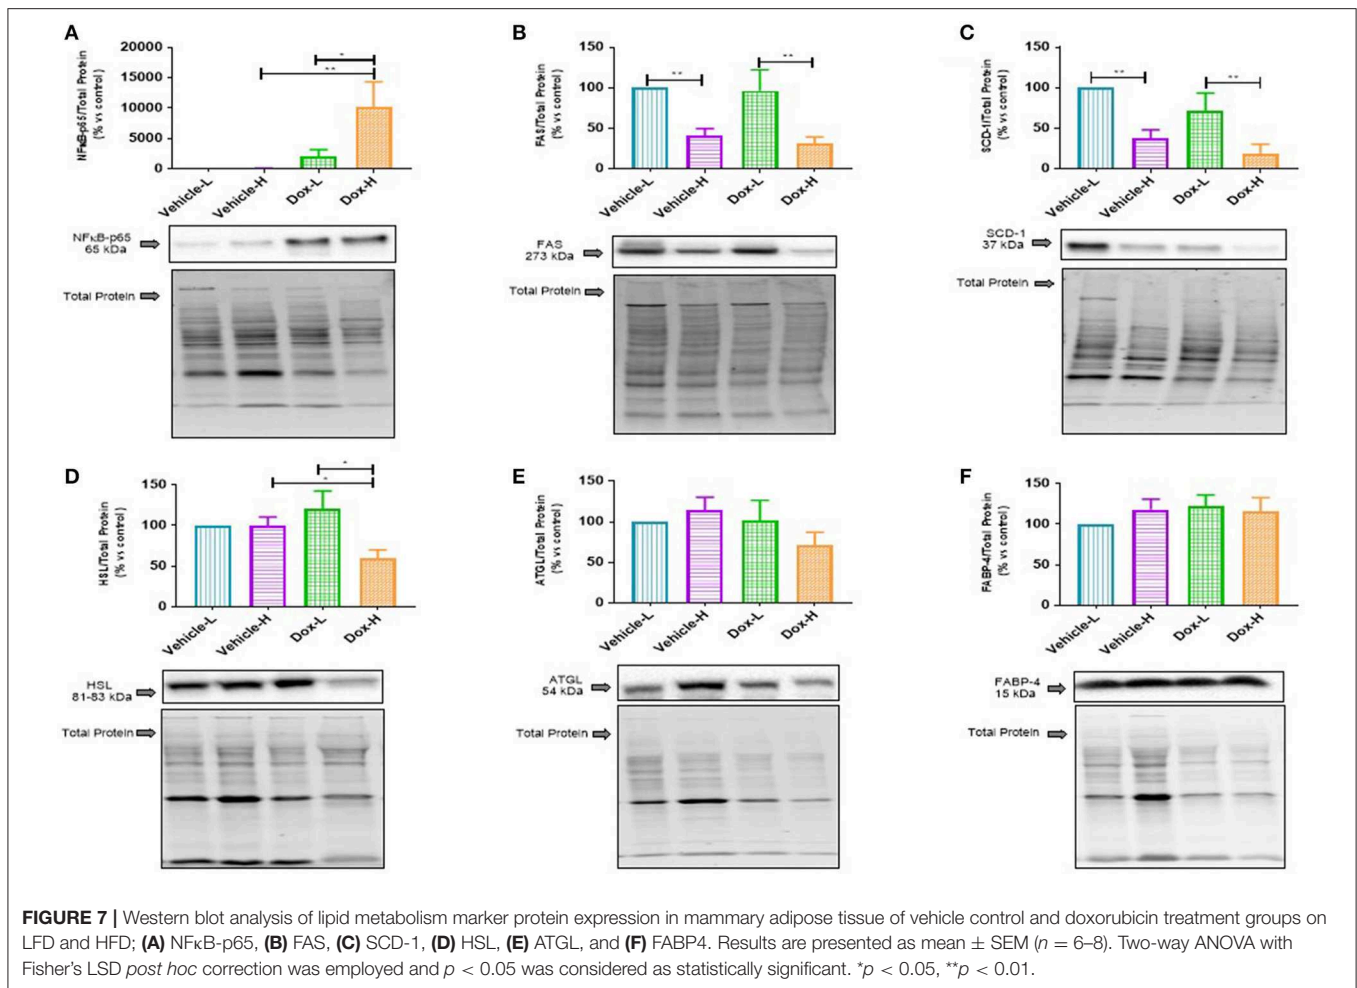 A
NFκB-p65/Total Protein
(% vs control)
20000
15000
10000
5000
0
*
**
Vehicle-L
Vehicle-H
Dox-L
Dox-H
NFκB-p65
65 kDa
Total Protein
B
FAS/Total Protein
(% vs control)
150
100
50
0
**
**
Vehicle-L
Vehicle-H
Dox-L
Dox-H
FAS
273 kDa
Total Protein
C
SCD-1/Total Protein
(% vs control)
150
100
50
0
**
**
Vehicle-L
Vehicle-H
Dox-L
Dox-H
SCD-1
37 kDa
Total Protein
D
HSL/Total Protein
(% vs control)
150
100
50
0
*
*
Vehicle-L
Vehicle-H
Dox-L
Dox-H
HSL
81-83 kDa
Total Protein
E
ATGL/Total Protein
(% vs control)
150
100
50
0
Vehicle-L
Vehicle-H
Dox-L
Dox-H
ATGL
54 kDa
Total Protein
F
FABP-4/Total Protein
(% vs control)
150
100
50
0
Vehicle-L
Vehicle-H
Dox-L
Dox-H
FABP-4
15 kDa
Total Protein
FIGURE 7 | Western blot analysis of lipid metabolism marker protein expression in mammary adipose tissue of vehicle control and doxorubicin treatment groups on
LFD and HFD; (A) NFκB-p65, (B) FAS, (C) SCD-1, (D) HSL, (E) ATGL, and (F) FABP4. Results are presented as mean ± SEM (n = 6–8). Two-way ANOVA with
Fisher's LSD post hoc correction was employed and p < 0.05 was considered as statistically significant. *p < 0.05, **p < 0.01.